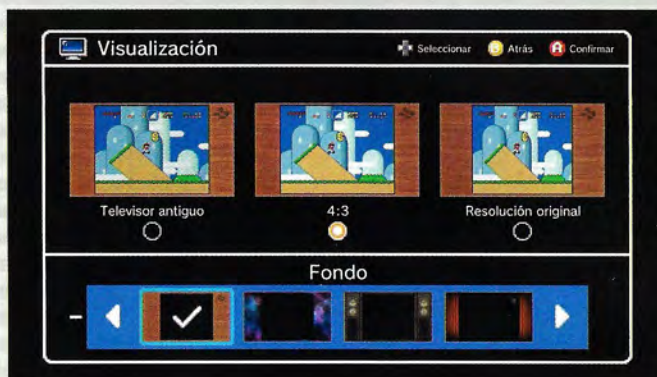 Visualización
Seleccionar B Atrás A Confirmar
Televisor antiguo
4:3
Resolución original
Fondo